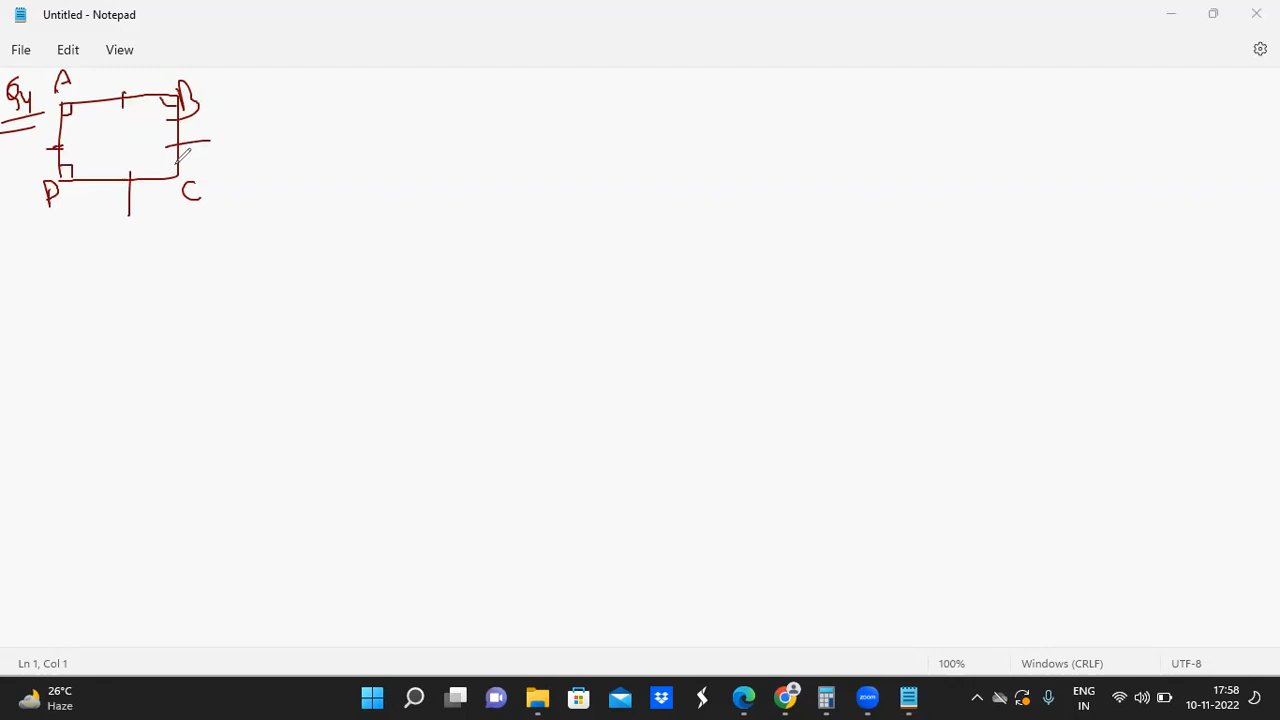 Untitled - Notepad
File Edit View
Q4
A
B
D
C
Ln 1, Col 1
100%
Windows (CRLF)
UTF-8
26°C
Haze
ENG
IN
17:58
10-11-2022